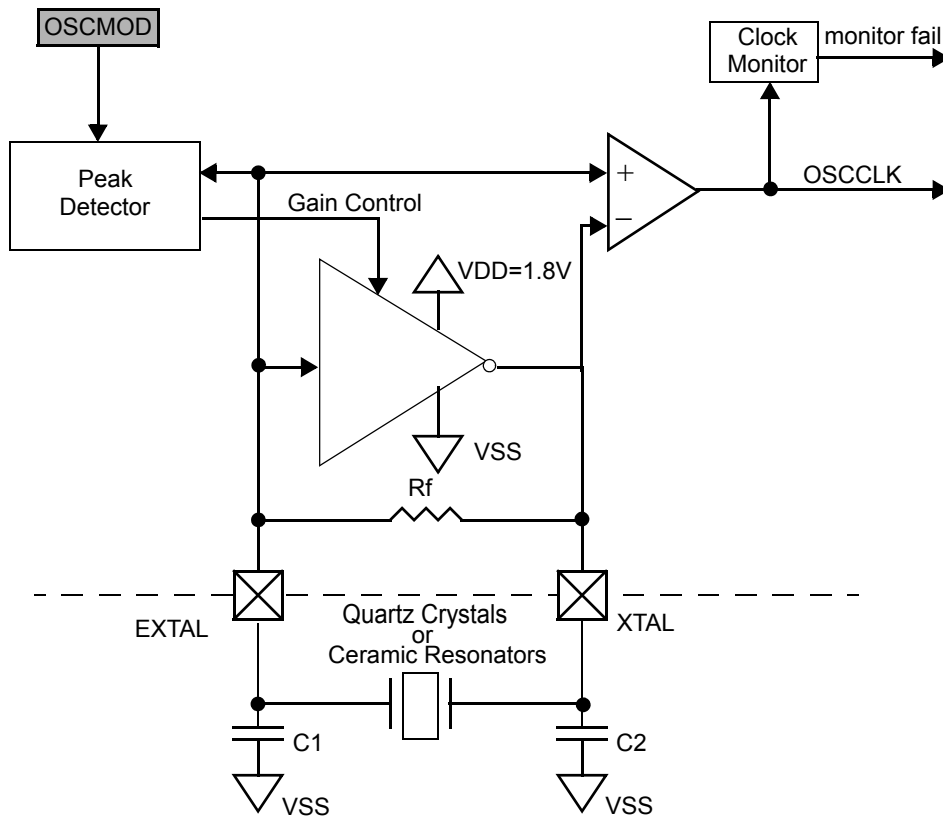 OSCMOD
Clock
Monitor
monitor fail
Peak
Detector
+
−
OSCCLK
Gain Control
VDD=1.8V
VSS
Rf
EXTAL
Quartz Crystals
or
Ceramic Resonators
XTAL
C1
C2
VSS
VSS